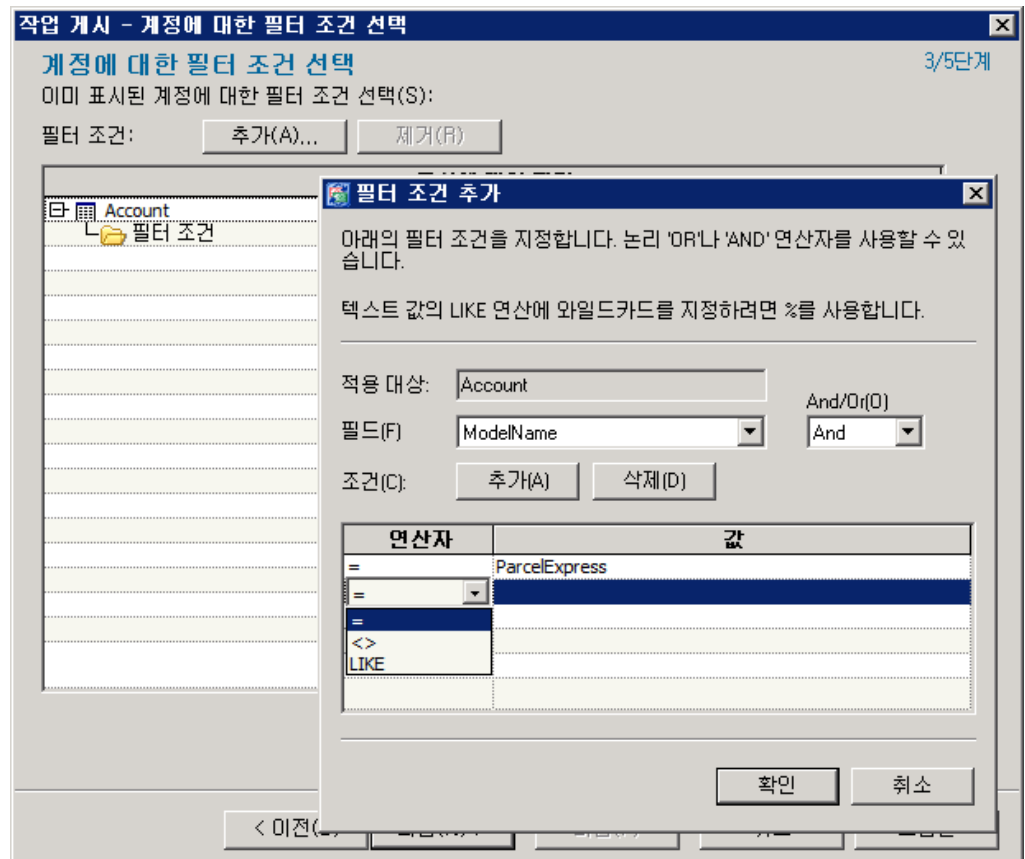 작업 게시 - 계정에 대한 필터 조건 선택
계정에 대한 필터 조건 선택
3/5단계
이미 표시된 계정에 대한 필터 조건 선택(S):
필터 조건:
추가(A)...
제거(R)
Account
필터 조건
필터 조건 추가
아래의 필터 조건을 지정합니다. 논리 'OR'나 'AND' 연산자를 사용할 수 있
습니다.
텍스트 값의 LIKE 연산에 와일드카드를 지정하려면 %를 사용합니다.
적용 대상:
Account
And/Or(O)
필드(F)
ModelName
And
조건(C):
추가(A)
삭제(D)
연산자
값
=
ParcelExpress
=
=
<>
LIKE
확인
취소
< 이전